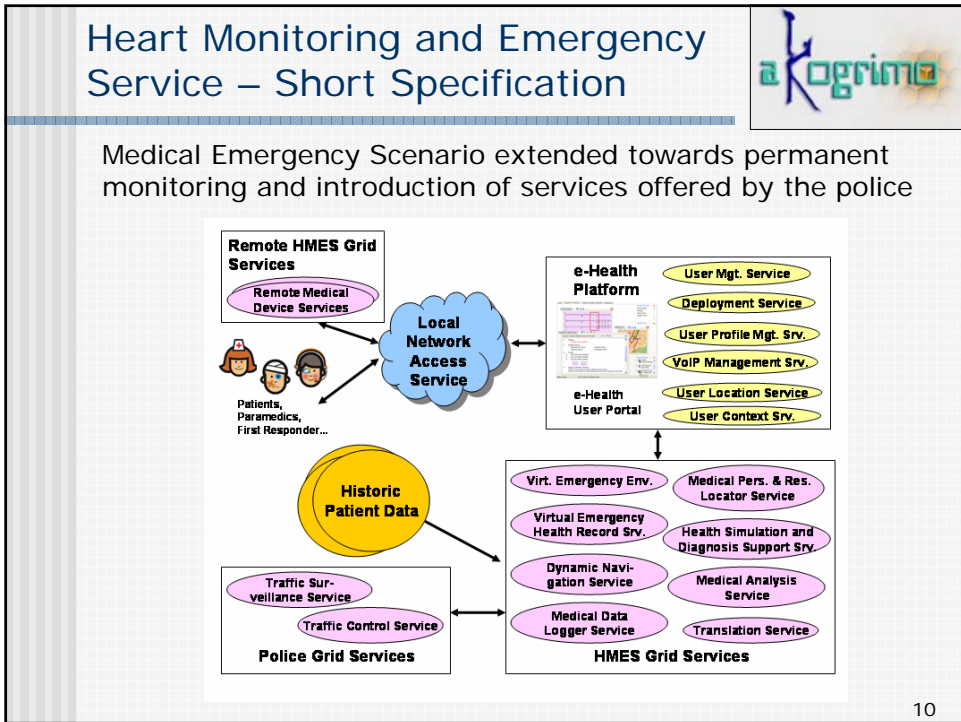 Heart Monitoring and Emergency
Service – Short Specification
akogrimo
Medical Emergency Scenario extended towards permanent
monitoring and introduction of services offered by the police
Remote HMES Grid
Services
Remote Medical
Device Services
Patients,
Paramedics,
First Responder...
Local
Network
Access
Service
e-Health
Platform
e-Health
User Portal
User Mgt. Service
Deployment Service
User Profile Mgt. Srv.
VoIP Management Srv.
User Location Service
User Context Srv.
Historic
Patient Data
Traffic Sur-
veillance Service
Traffic Control Service
Police Grid Services
Virt. Emergency Env.
Virtual Emergency
Health Record Srv.
Dynamic Navi-
gation Service
Medical Data
Logger Service
Medical Pers. & Res.
Locator Service
Health Simulation and
Diagnosis Support Srv.
Medical Analysis
Service
Translation Service
HMES Grid Services
10